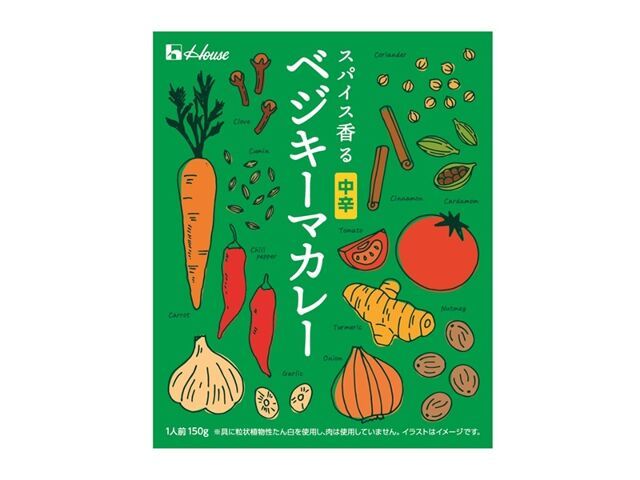 House
スパイス香る
ベジキーマカレー
中辛
Coriander
Clove
Cumin
Cinnamon
Cardamon
Tomato
Chili
pepper
Carrot
Turmeric
Nutmeg
Garlic
Onion
1人前150g ※具に粒状植物性たん白を使用し、肉は使用していません。イラストはイメージです。